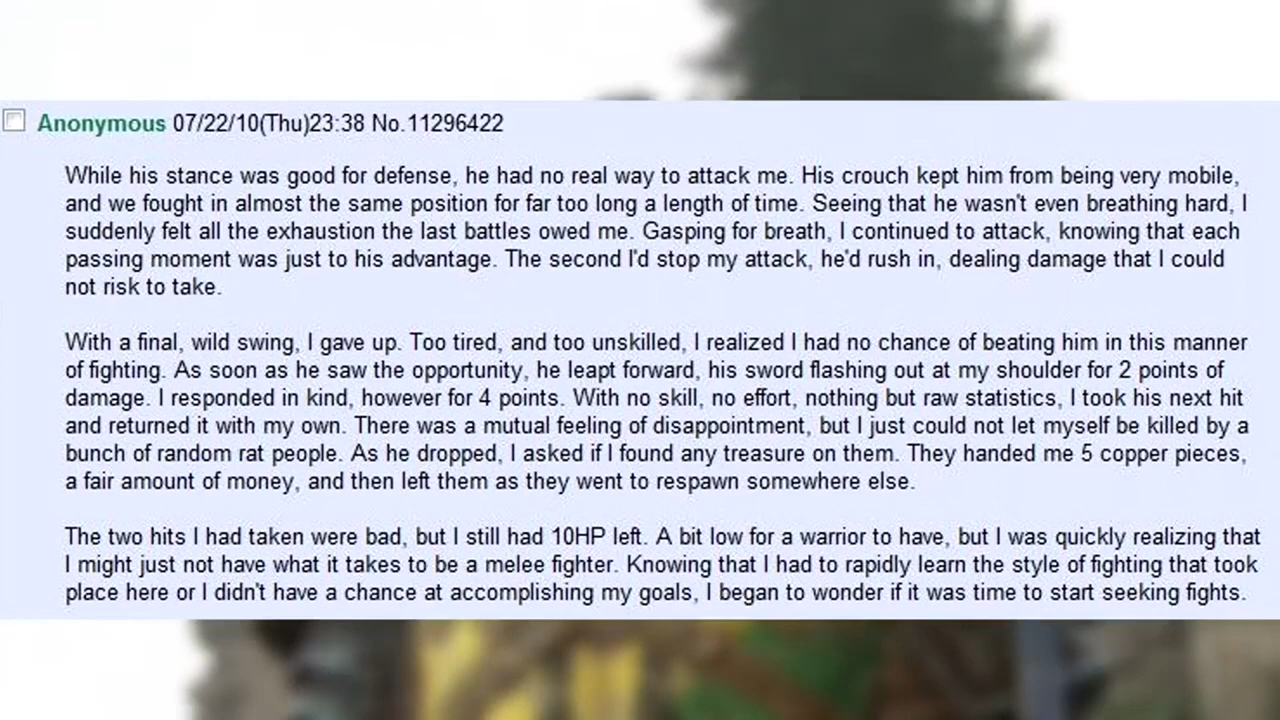 Anonymous 07/22/10(Thu)23:38 No.11296422
While his stance was good for defense, he had no real way to attack me. His crouch kept him from being very mobile,
and we fought in almost the same position for far too long a length of time. Seeing that he wasn't even breathing hard, I
suddenly felt all the exhaustion the last battles owed me. Gasping for breath, I continued to attack, knowing that each
passing moment was just to his advantage. The second I'd stop my attack, he'd rush in, dealing damage that I could
not risk to take.
With a final, wild swing, I gave up. Too tired, and too unskilled, I realized I had no chance of beating him in this manner
of fighting. As soon as he saw the opportunity, he leapt forward, his sword flashing out at my shoulder for 2 points of
damage. I responded in kind, however for 4 points. With no skill, no effort, nothing but raw statistics, I took his next hit
and returned it with my own. There was a mutual feeling of disappointment, but I just could not let myself be killed by a
bunch of random rat people. As he dropped, I asked if I found any treasure on them. They handed me 5 copper pieces,
a fair amount of money, and then left them as they went to respawn somewhere else.
The two hits I had taken were bad, but I still had 10HP left. A bit low for a warrior to have, but I was quickly realizing that
I might just not have what it takes to be a melee fighter. Knowing that I had to rapidly learn the style of fighting that took
place here or I didn't have a chance at accomplishing my goals, I began to wonder if it was time to start seeking fights.